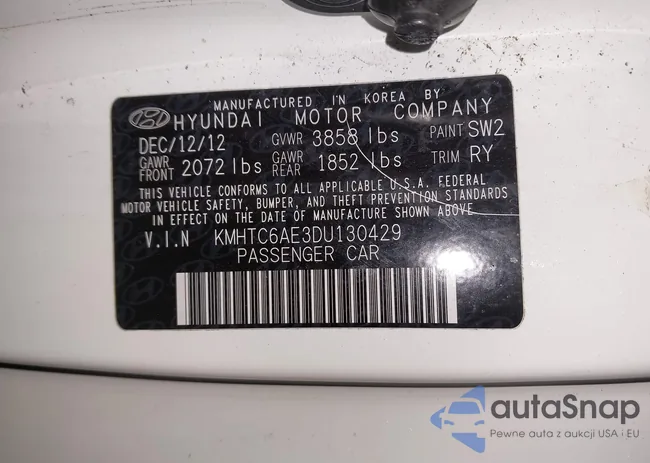 MANUFACTURED IN KOREA BY
HYUNDAI MOTOR COMPANY
DEC/12/12 GVWR 3858 lbs PAINT SW2
GAWR FRONT 2072 lbs GAWR REAR 1852 lbs TRIM RY
THIS VEHICLE CONFORMS TO ALL APPLICABLE U.S.A. FEDERAL
MOTOR VEHICLE SAFETY, BUMPER, AND THEFT PREVENTION STANDARDS
IN EFFECT ON THE DATE OF MANUFACTURE SHOWN ABOVE
V.I.N KMHTC6AE3DU130429
PASSENGER CAR
autaSnap
Pewne auta z aukcji USA i EU